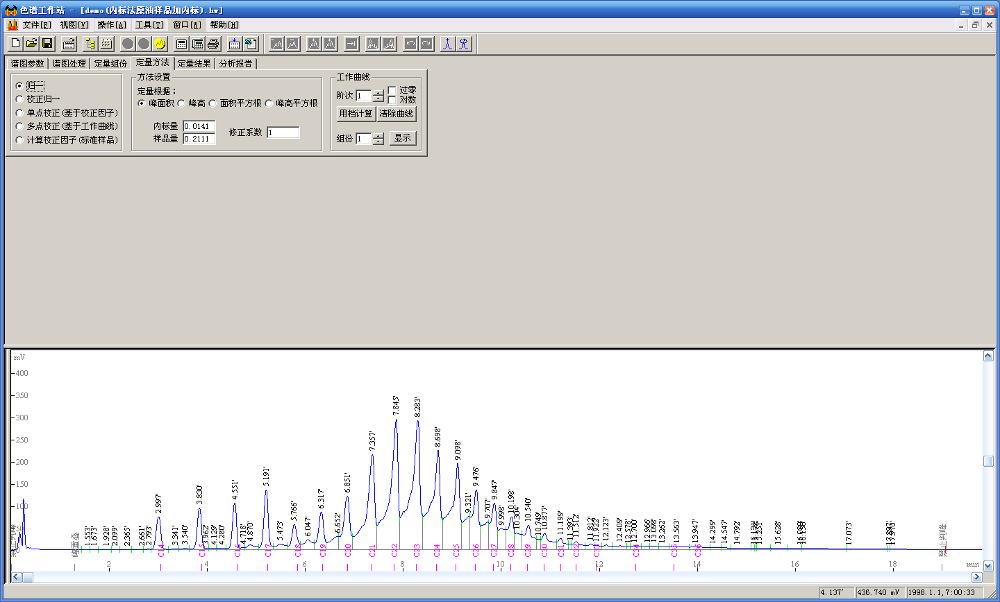 色谱工作站 - [demo(内标法原油样品加内标).hw]
文件[F] 视图[V] 操作[A] 工具[T] 窗口[W] 帮助[H]
谱图参数 谱图处理 定量组份 定量方法 定量结果 分析报告
归一
校正归一
单点校正(基于校正因子)
多点校正(基于工作曲线)
计算校正因子(标准样品)
方法设置
定量根据：
峰面积 峰高 面积平方根 峰高平方根
内标量 0.0141
样品量 0.2111
修正系数 1
工作曲线
阶次 1 过零
对数
用档计算 清除曲线
组份 1 显示
mV
400
350
300
250
200
150
100
50
0
禁止判峰 峰重叠 禁止判峰
1.553' 1.673' 1.928' 2.099' 2.365' 2.661' 2.793' 2.997' 3.341' 3.540' 3.830' 3.962' 4.129' 4.280' 4.551' 4.718' 4.870' 5.191' 5.473' 5.766' 6.047' 6.317' 6.652' 6.851' 7.357' 7.845' 8.283' 8.698' 9.098' 9.321' 9.476' 9.707' 9.847' 9.998' 10.198' 10.304' 10.540' 10.749' 10.877' 11.199' 11.393' 11.512' 11.812' 11.922' 12.123' 12.409' 12.578' 12.700' 12.966' 13.098' 13.262' 13.563' 13.947' 14.299' 14.547' 14.792' 15.251' 15.628' 17.073' 17.970'
C14 C15 C16 C17 C18 C19 C20 C21 C22 C23 C24 C25 C26 C27 C28 C29 C30 C31 C32 C33 C34 C35 C36
2 4 6 8 10 12 14 16 18 min
4.137' 436.740 mV 1998.1.1,7:00:33